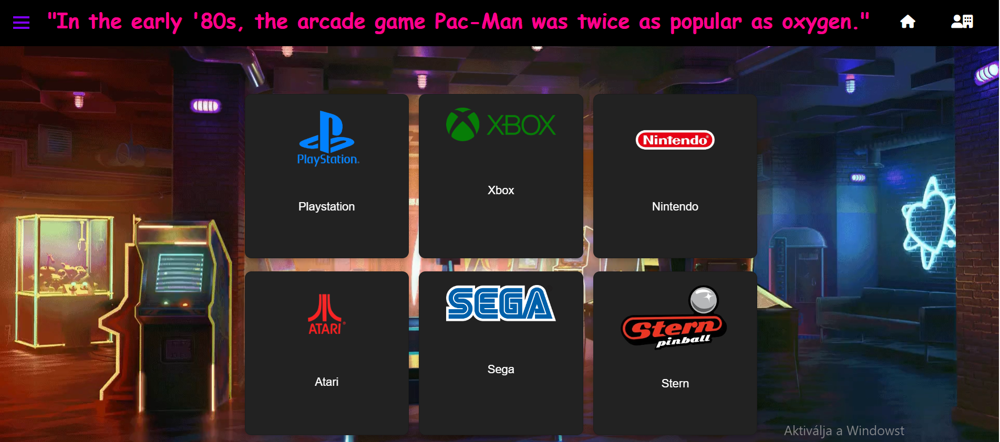 "In the early '80s, the arcade game Pac-Man was twice as popular as oxygen."
PlayStation
XBOX
Nintendo®
Playstation
Xbox
Nintendo
ATARI
SEGA
Stern
pinball
Atari
Sega
Stern
Aktiválja a Windowst